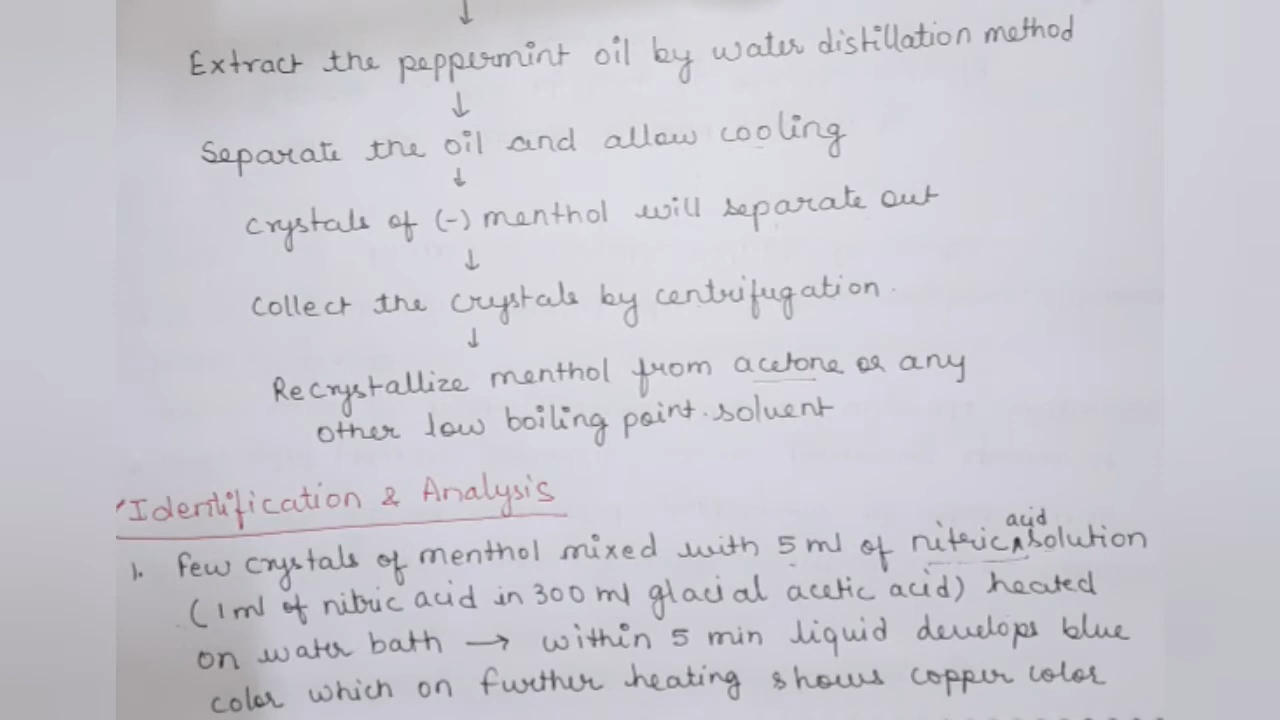 ↓
Extract the peppermint oil by water distillation method
↓
Separate the oil and allow cooling
↓
crystals of (-) menthol will separate out
↓
collect the crystals by centrifugation.
↓
Recrystallize menthol from acetone or any
other low boiling point solvent
Identification & Analysis
1. few crystals of menthol mixed with 5 ml of nitric acid solution
(1 ml of nitric acid in 300 ml glacial acetic acid) heated
on water bath → within 5 min liquid develops blue
color which on further heating shows copper color